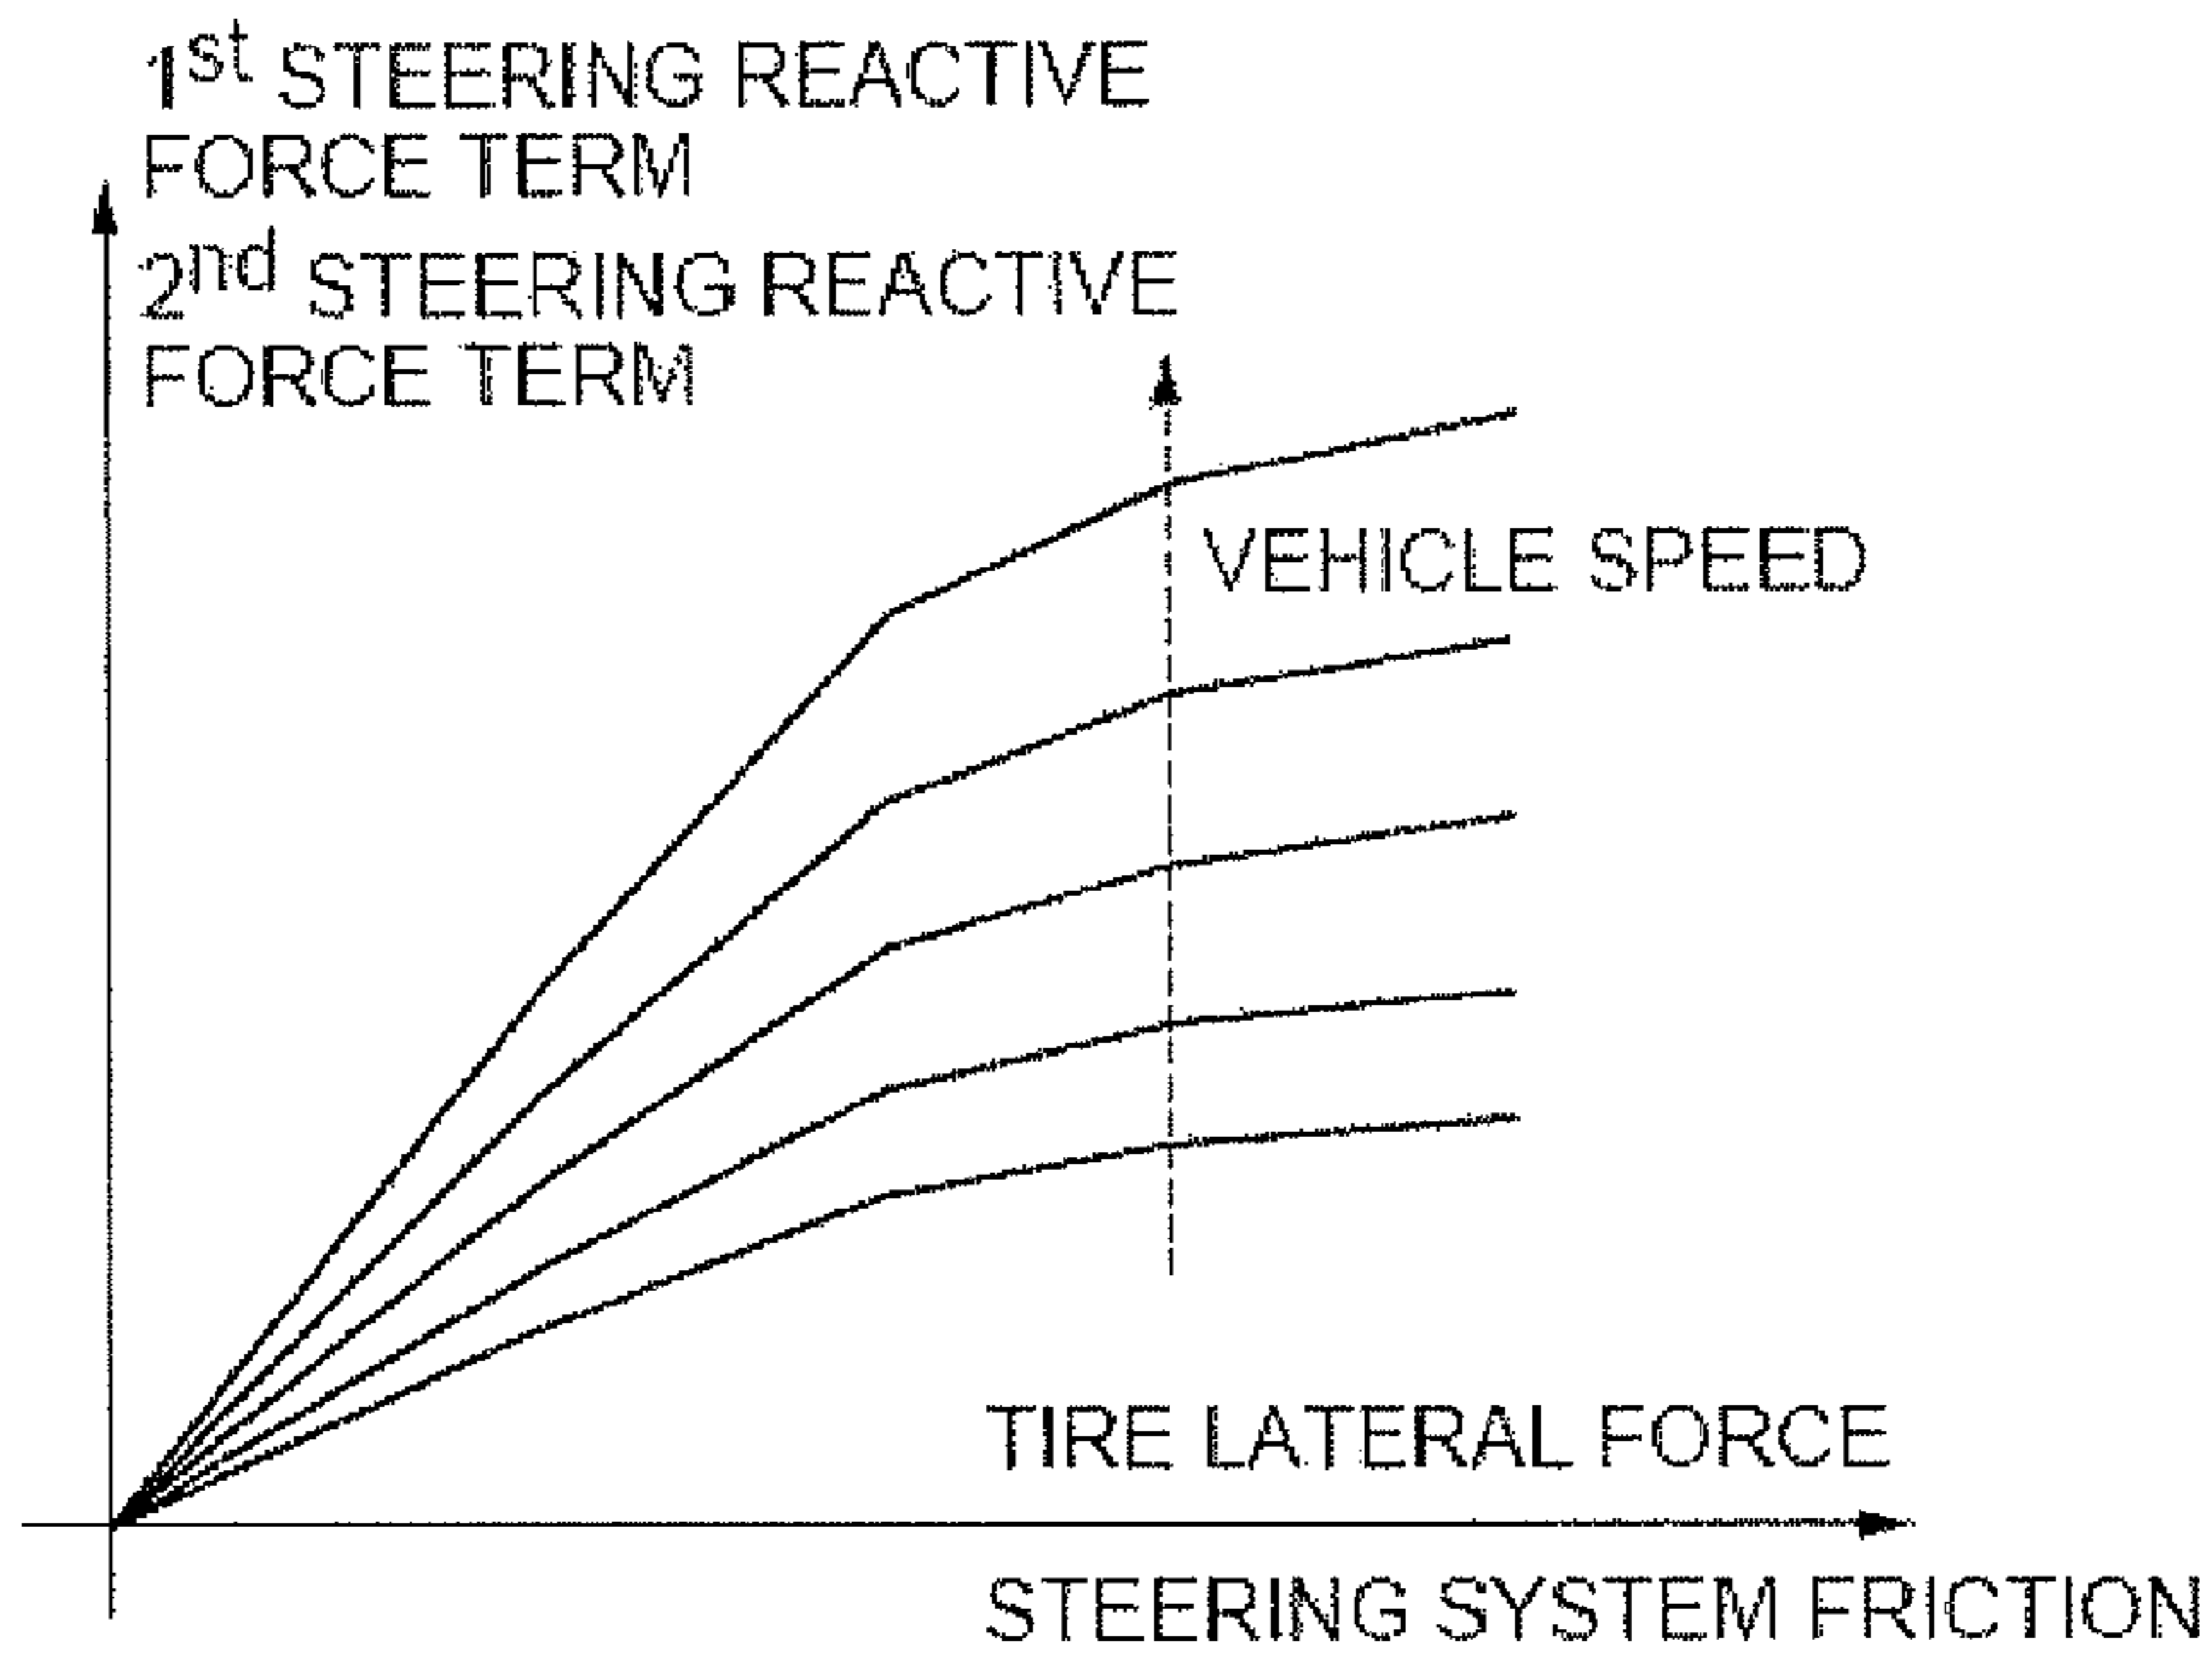 1st STEERING REACTIVE
FORCE TERM
2nd STEERING REACTIVE
FORCE TERM
VEHICLE SPEED
TIRE LATERAL FORCE
STEERING SYSTEM FRICTION